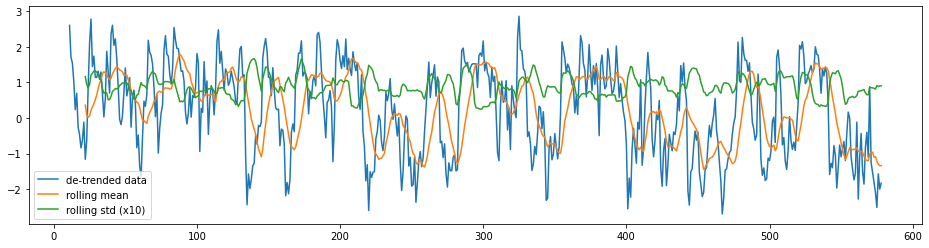 3
2
1
0
−1
−2
de-trended data
rolling mean
rolling std (x10)
0 100 200 300 400 500 600